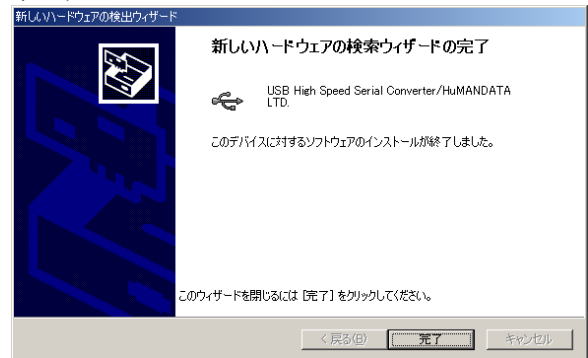 新しいハードウェアの検出ウィザード
新しいハードウェアの検索ウィザードの完了
USB High Speed Serial Converter/HuMANDATA
LTD.
このデバイスに対するソフトウェアのインストールが終了しました。
このウィザードを閉じるには [完了] をクリックしてください。
< 戻る(B)
完了
キャンセル